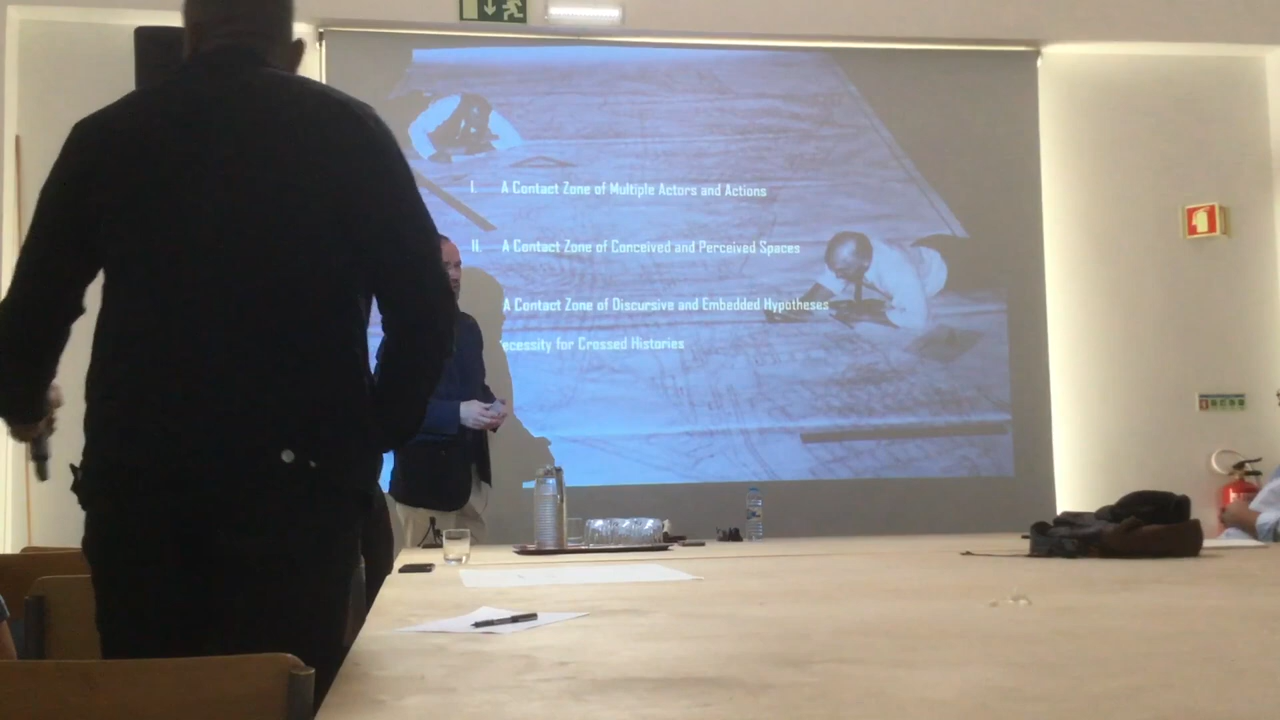 I. A Contact Zone of Multiple Actors and Actions
II. A Contact Zone of Conceived and Perceived Spaces
A Contact Zone of Discursive and Embedded Hypotheses
ecessity for Crossed Histories